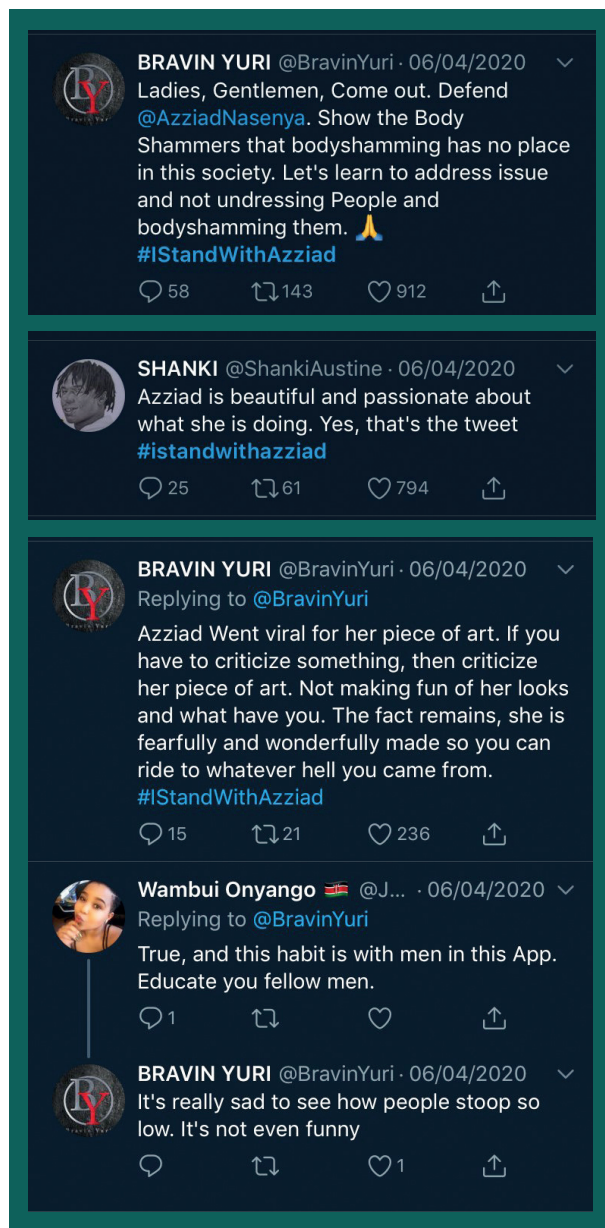 BRAVIN YURI @BravinYuri · 06/04/2020
Ladies, Gentlemen, Come out. Defend
@AzziadNasenya. Show the Body
Shammers that bodyshamming has no place
in this society. Let's learn to address issue
and not undressing People and
bodyshamming them. 🙏
#IStandWithAzziad
58 143 912
SHANKI @ShankiAustine · 06/04/2020
Azziad is beautiful and passionate about
what she is doing. Yes, that's the tweet
#istandwithazziad
25 61 794
BRAVIN YURI @BravinYuri · 06/04/2020
Replying to @BravinYuri
Azziad Went viral for her piece of art. If you
have to criticize something, then criticize
her piece of art. Not making fun of her looks
and what have you. The fact remains, she is
fearfully and wonderfully made so you can
ride to whatever hell you came from.
#IStandWithAzziad
15 21 236
Wambui Onyango 🇰🇪 @J... · 06/04/2020
Replying to @BravinYuri
True, and this habit is with men in this App.
Educate you fellow men.
1
BRAVIN YURI @BravinYuri · 06/04/2020
It's really sad to see how people stoop so
low. It's not even funny
1